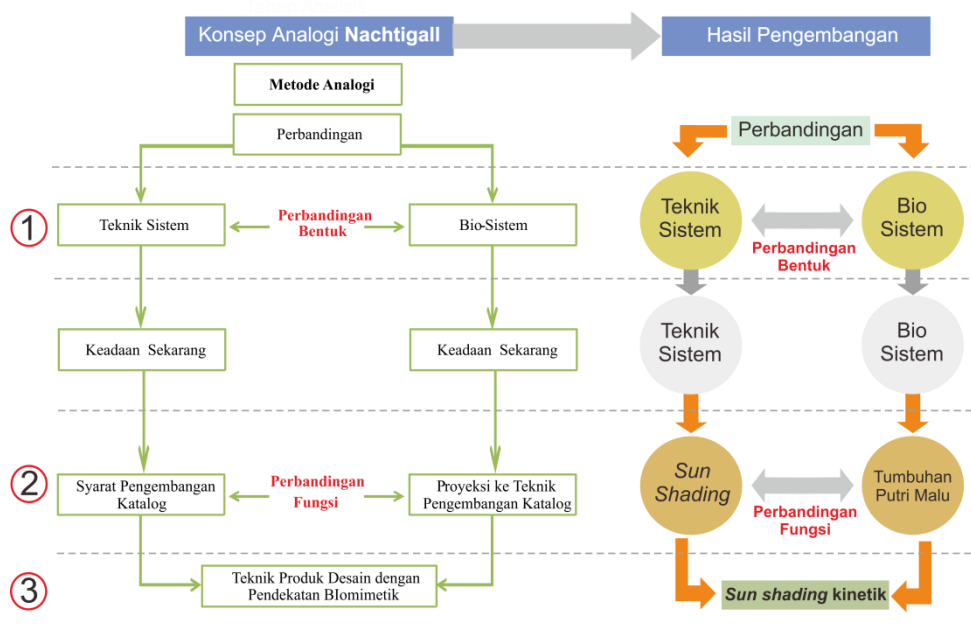 Konsep Analogi Nachtigall
Hasil Pengembangan
Metode Analogi
Perbandingan
Perbandingan
1
Teknik Sistem
Perbandingan
Bentuk
Bio-Sistem
Teknik
Sistem
Perbandingan
Bentuk
Bio
Sistem
Keadaan Sekarang
Keadaan Sekarang
Teknik
Sistem
Bio
Sistem
2
Syarat Pengembangan
Katalog
Perbandingan
Fungsi
Proyeksi ke Teknik
Pengembangan Katalog
Sun
Shading
Perbandingan
Fungsi
Tumbuhan
Putri Malu
3
Teknik Produk Desain dengan
Pendekatan BIomimetik
Sun shading kinetik